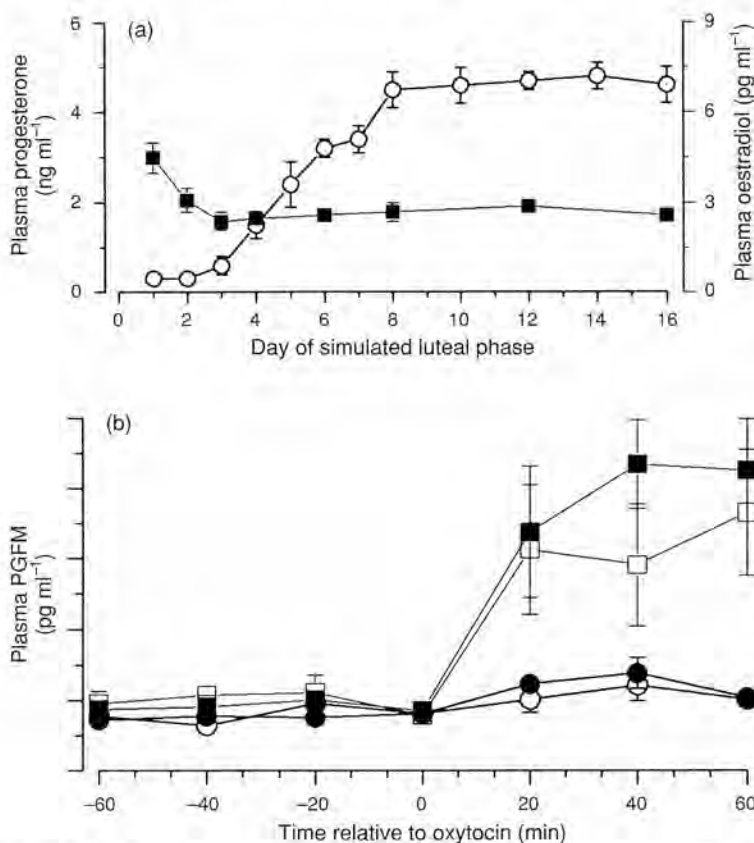 (a)
6
4
2
0
Plasma progesterone
(ng ml⁻¹)
9
6
3
0
Plasma oestradiol (pg ml⁻¹)
0 2 4 6 8 10 12 14 16
Day of simulated luteal phase
(b)
Plasma PGFM
(pg ml⁻¹)
–60 –40 –20 0 20 40 60
Time relative to oxytocin (min)